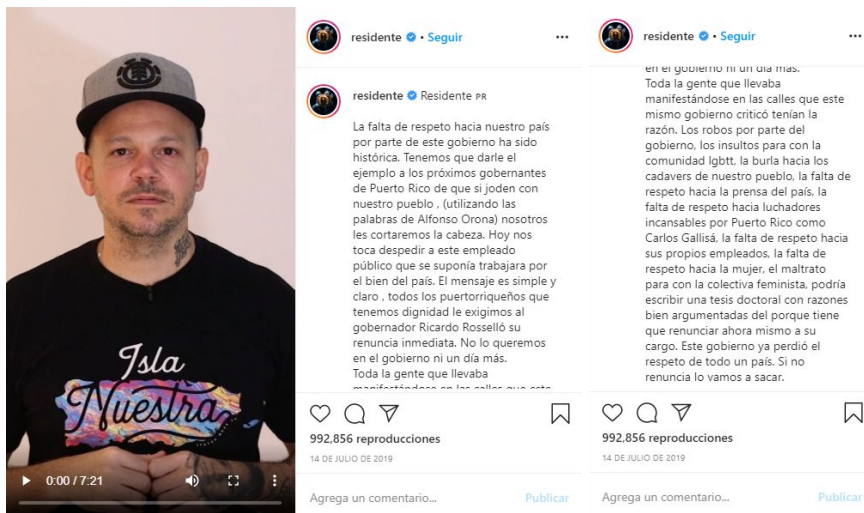 Isla
Nuestra
0:00 / 7:21
residente • Seguir
residente Residente PR
La falta de respeto hacia nuestro país
por parte de este gobierno ha sido
histórica. Tenemos que darle el
ejemplo a los próximos gobernantes
de Puerto Rico de que si joden con
nuestro pueblo , (utilizando las
palabras de Alfonso Orona) nosotros
les cortaremos la cabeza. Hoy nos
toca despedir a este empleado
público que se suponía trabajara por
el bien del país. El mensaje es simple y
claro , todos los puertorriqueños que
tenemos dignidad le exigimos al
gobernador Ricardo Rosselló su
renuncia inmediata. No lo queremos
en el gobierno ni un día más.
Toda la gente que llevaba
manifestándose en las calles que este
992,856 reproducciones
14 DE JULIO DE 2019
Agrega un comentario... Publicar
residente • Seguir
en el gobierno ni un día más.
Toda la gente que llevaba
manifestándose en las calles que este
mismo gobierno criticó tenían la
razón. Los robos por parte del
gobierno, los insultos para con la
comunidad lgbtt, la burla hacia los
cadavers de nuestro pueblo, la falta de
respeto hacia la prensa del país, la
falta de respeto hacia luchadores
incansables por Puerto Rico como
Carlos Gallisá, la falta de respeto hacia
sus propios empleados, la falta de
respeto hacia la mujer, el maltrato
para con la colectiva feminista, podría
escribir una tesis doctoral con razones
bien argumentadas del porque tiene
que renunciar ahora mismo a su
cargo. Este gobierno ya perdió el
respeto de todo un país. Si no
renuncia lo vamos a sacar.
992,856 reproducciones
14 DE JULIO DE 2019
Agrega un comentario... Publicar